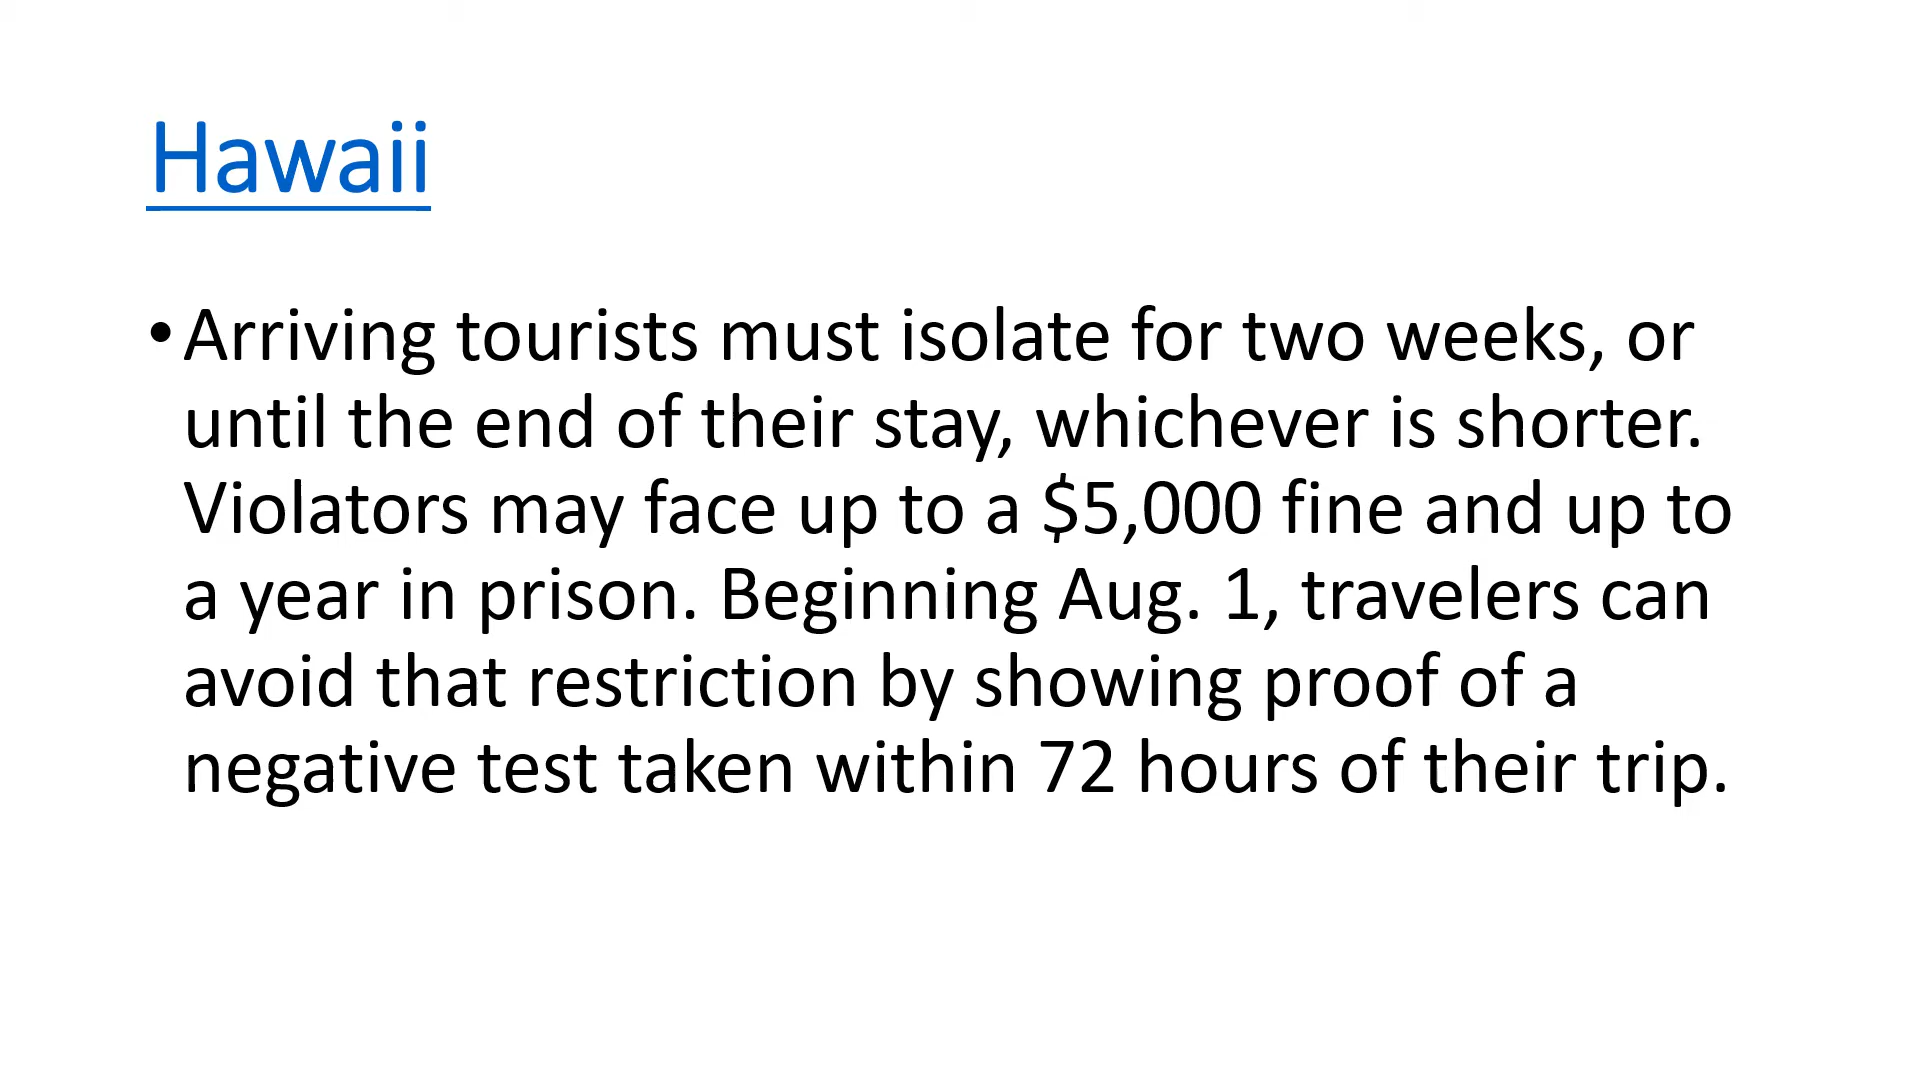 Hawaii
•Arriving tourists must isolate for two weeks, or
until the end of their stay, whichever is shorter.
Violators may face up to a $5,000 fine and up to
a year in prison. Beginning Aug. 1, travelers can
avoid that restriction by showing proof of a
negative test taken within 72 hours of their trip.